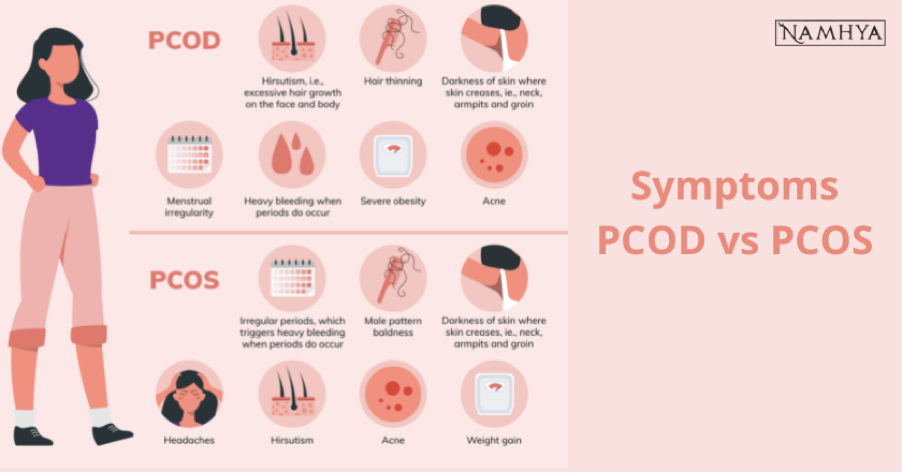 NAMHYA
PCOD
Hirsutism, i.e.,
excessive hair growth
on the face and body
Hair thinning
Darkness of skin where
skin creases, ie., neck,
armpits and groin
Menstrual
irregularity
Heavy bleeding when
periods do occur
Severe obesity
Acne
PCOS
Irregular periods, which
triggers heavy bleeding
when periods do occur
Male pattern
baldness
Darkness of skin where
skin creases, ie., neck,
armpits and groin
Headaches
Hirsutism
Acne
Weight gain
Symptoms
PCOD vs PCOS